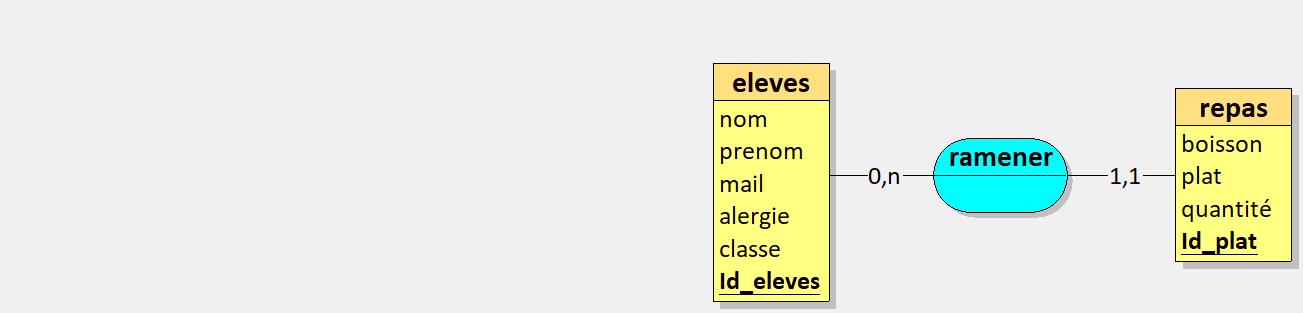 eleves
nom
prenom
mail
alergie
classe
Id_eleves
0,n
ramener
1,1
repas
boisson
plat
quantité
Id_plat